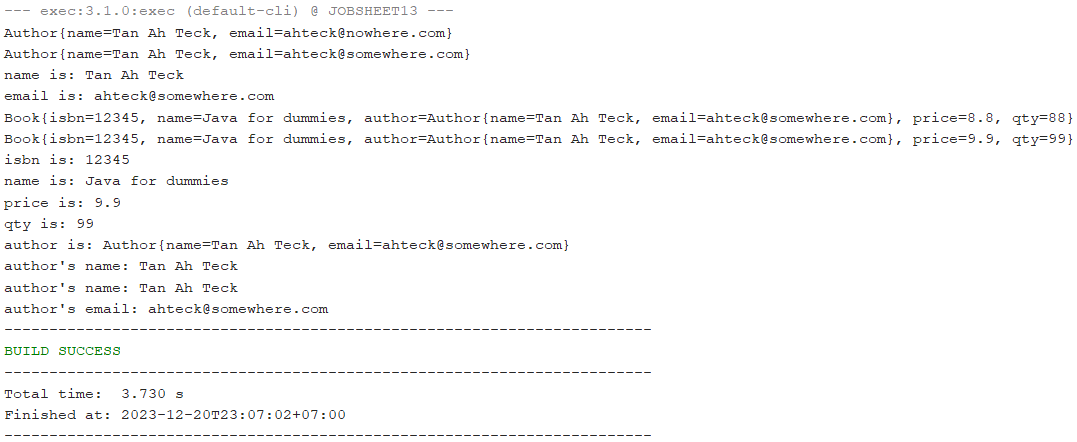 --- exec:3.1.0:exec (default-cli) @ JOBSHEET13 ---
Author{name=Tan Ah Teck, email=ahteck@nowhere.com}
Author{name=Tan Ah Teck, email=ahteck@somewhere.com}
name is: Tan Ah Teck
email is: ahteck@somewhere.com
Book{isbn=12345, name=Java for dummies, author=Author{name=Tan Ah Teck, email=ahteck@somewhere.com}, price=8.8, qty=88}
Book{isbn=12345, name=Java for dummies, author=Author{name=Tan Ah Teck, email=ahteck@somewhere.com}, price=9.9, qty=99}
isbn is: 12345
name is: Java for dummies
price is: 9.9
qty is: 99
author is: Author{name=Tan Ah Teck, email=ahteck@somewhere.com}
author's name: Tan Ah Teck
author's name: Tan Ah Teck
author's email: ahteck@somewhere.com
------------------------------------------------------------------------
BUILD SUCCESS
------------------------------------------------------------------------
Total time:  3.730 s
Finished at: 2023-12-20T23:07:02+07:00
------------------------------------------------------------------------